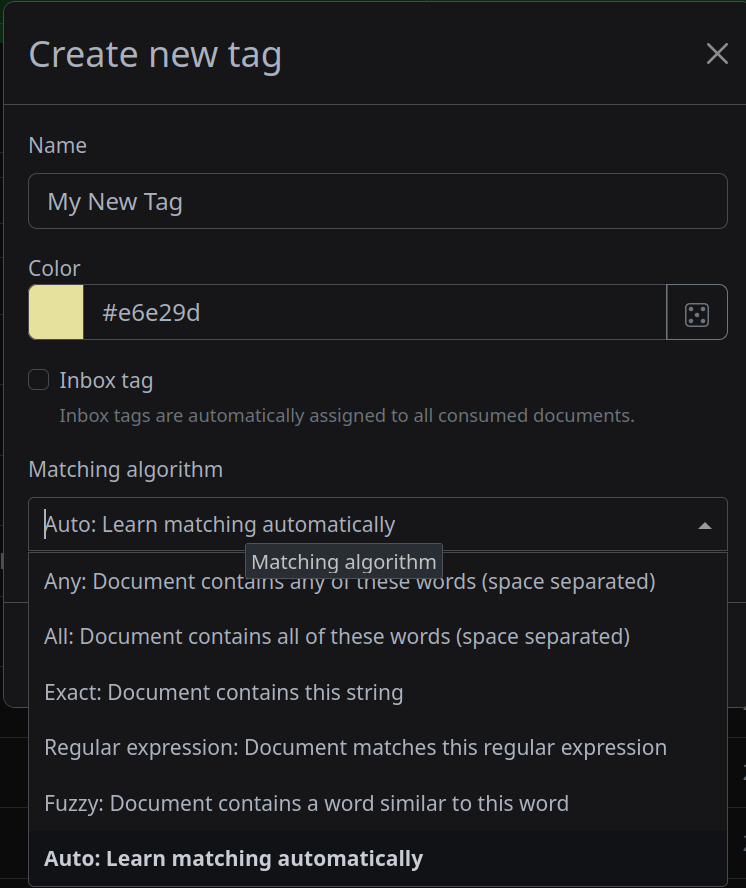 Create new tag
Name
My New Tag
Color
#e6e29d
Inbox tag
Inbox tags are automatically assigned to all consumed documents.
Matching algorithm
Auto: Learn matching automatically
Matching algorithm
Any: Document contains any of these words (space separated)
All: Document contains all of these words (space separated)
Exact: Document contains this string
Regular expression: Document matches this regular expression
Fuzzy: Document contains a word similar to this word
Auto: Learn matching automatically